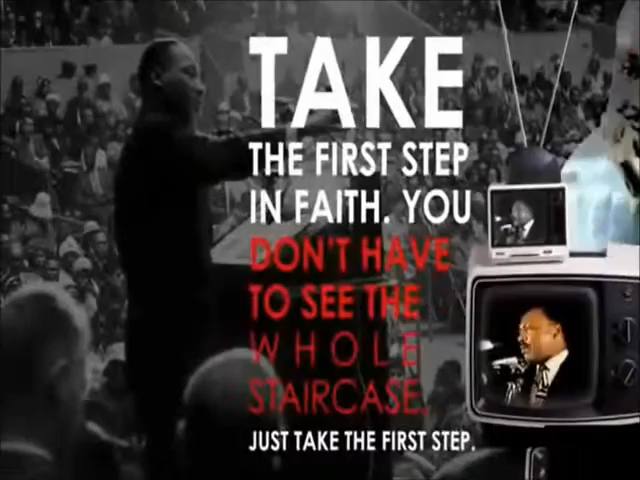 TAKE
THE FIRST STEP
IN FAITH. YOU
DON'T HAVE
TO SEE THE
WHOLE
STAIRCASE.
JUST TAKE THE FIRST STEP.